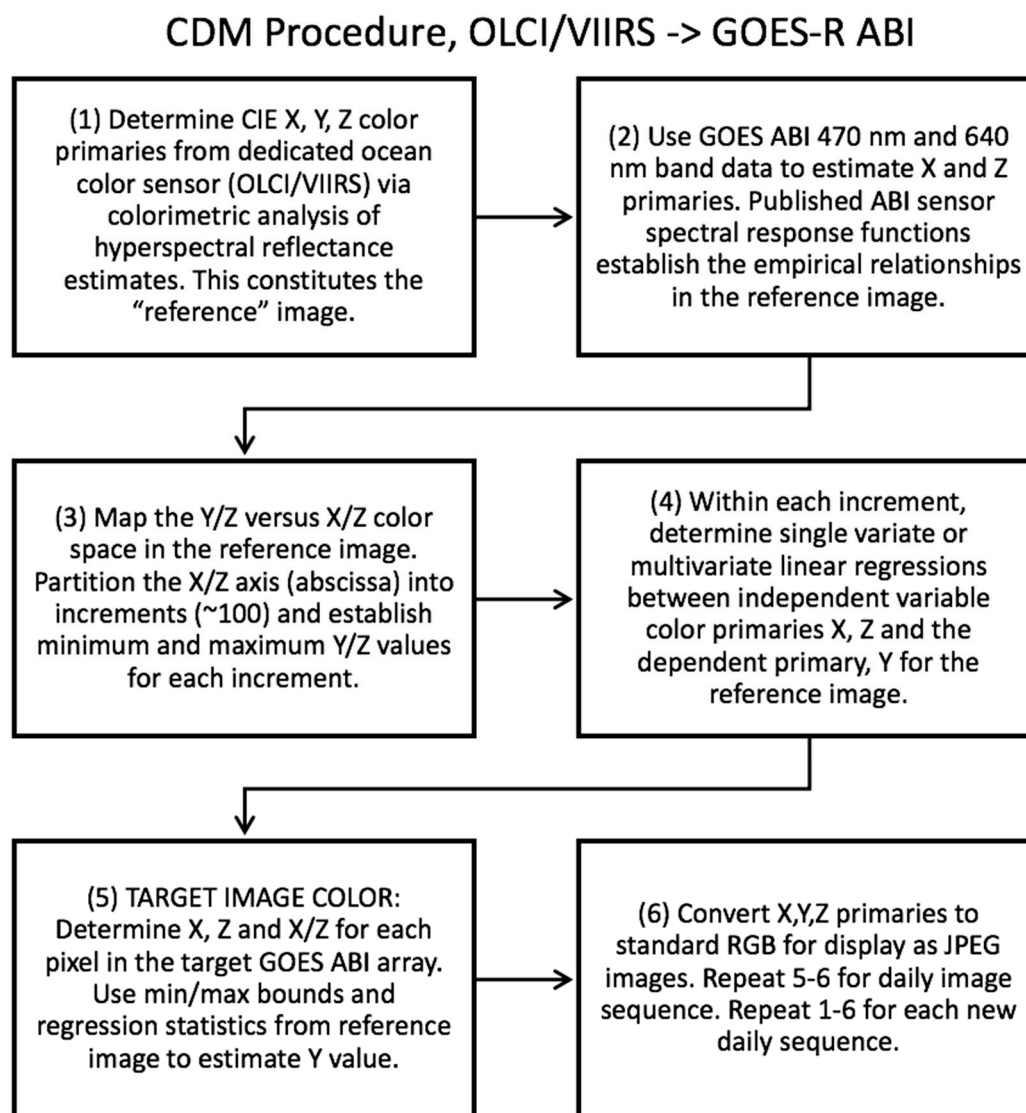 CDM Procedure, OLCI/VIIRS -> GOES-R ABI
(1) Determine CIE X, Y, Z color
primaries from dedicated ocean
color sensor (OLCI/VIIRS) via
colorimetric analysis of
hyperspectral reflectance
estimates. This constitutes the
“reference” image.
(2) Use GOES ABI 470 nm and 640
nm band data to estimate X and Z
primaries. Published ABI sensor
spectral response functions
establish the empirical relationships
in the reference image.
(3) Map the Y/Z versus X/Z color
space in the reference image.
Partition the X/Z axis (abscissa) into
increments (~100) and establish
minimum and maximum Y/Z values
for each increment.
(4) Within each increment,
determine single variate or
multivariate linear regressions
between independent variable
color primaries X, Z and the
dependent primary, Y for the
reference image.
(5) TARGET IMAGE COLOR:
Determine X, Z and X/Z for each
pixel in the target GOES ABI array.
Use min/max bounds and
regression statistics from reference
image to estimate Y value.
(6) Convert X,Y,Z primaries to
standard RGB for display as JPEG
images. Repeat 5-6 for daily image
sequence. Repeat 1-6 for each new
daily sequence.